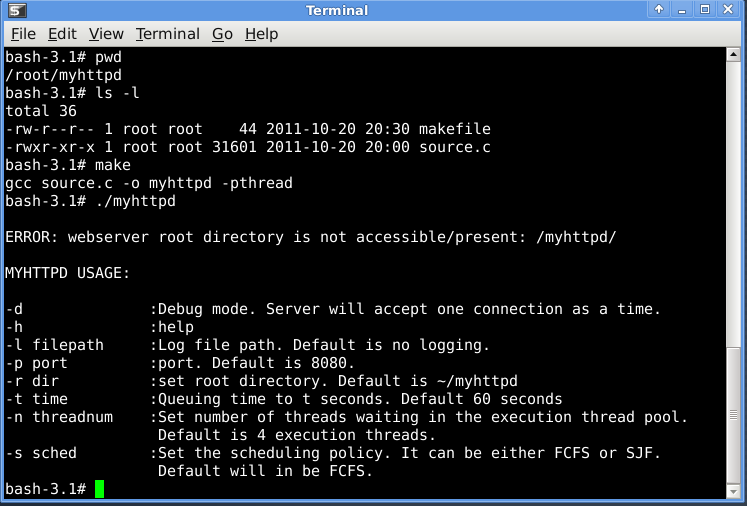 Terminal
File Edit View Terminal Go Help
bash-3.1# pwd
/root/myhttpd
bash-3.1# ls -l
total 36
-rw-r--r-- 1 root root    44 2011-10-20 20:30 makefile
-rwxr-xr-x 1 root root 31601 2011-10-20 20:00 source.c
bash-3.1# make
gcc source.c -o myhttpd -pthread
bash-3.1# ./myhttpd
ERROR: webserver root directory is not accessible/present: /myhttpd/
MYHTTPD USAGE:
-d              :Debug mode. Server will accept one connection as a time.
-h              :help
-l filepath     :Log file path. Default is no logging.
-p port         :port. Default is 8080.
-r dir          :set root directory. Default is ~/myhttpd
-t time         :Queuing time to t seconds. Default 60 seconds
-n threadnum    :Set number of threads waiting in the execution thread pool.
                 Default is 4 execution threads.
-s sched        :Set the scheduling policy. It can be either FCFS or SJF.
                 Default will in be FCFS.
bash-3.1#